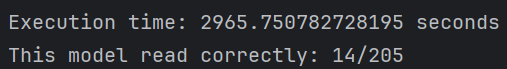 Execution time: 2965.750782728195 seconds
This model read correctly: 14/205